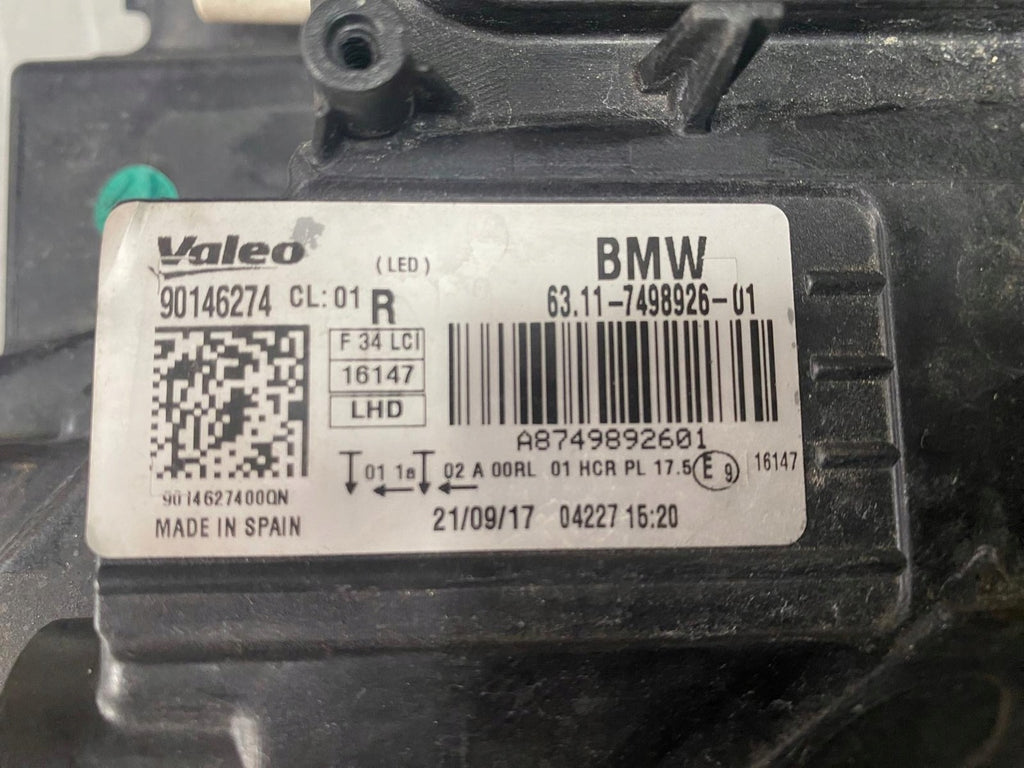 Valeo
(LED)
BMW
90146274 CL:01 R
63.11-7498926-01
F 34 LCI
16147
LHD
A8749892601
01 1a 02 A 00RL 01 HCR PL 17.5 E 9 16147
9014627400QN
MADE IN SPAIN
21/09/17 04227 15:20